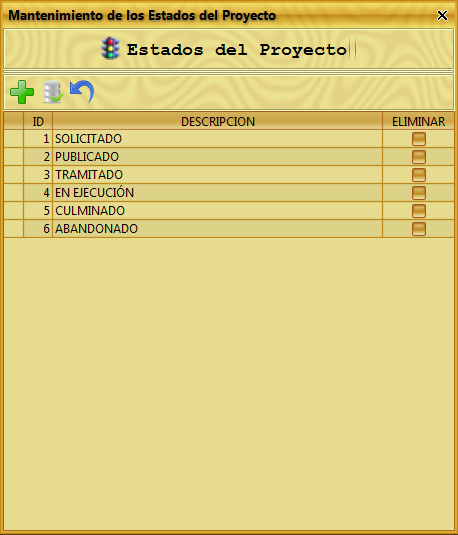 Mantenimiento de los Estados del Proyecto
Estados del Proyecto
ID DESCRIPCION ELIMINAR
1 SOLICITADO
2 PUBLICADO
3 TRAMITADO
4 EN EJECUCIÓN
5 CULMINADO
6 ABANDONADO